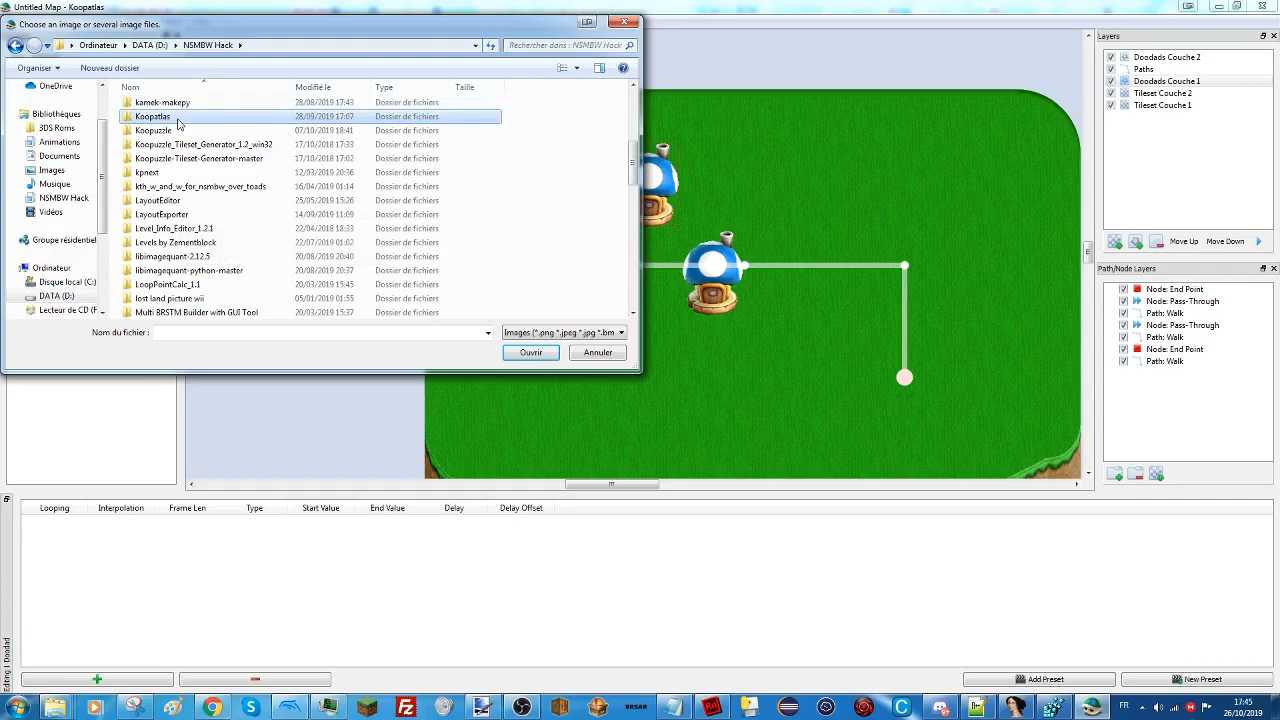 Untitled Map - Koopatlas
Choose an image or several image files.
Ordinateur
DATA (D:)
NSMBW Hack
Rechercher dans : NSMBW Hack
Organiser
Nouveau dossier
Nom
Modifié le
Type
Taille
OneDrive
Bibliothèques
3DS Roms
Animations
Documents
Images
Musique
NSMBW Hack
Vidéos
Groupe résidentiel
Ordinateur
Disque local (C:)
DATA (D:)
Lecteur de CD (F
kamek-makepy 28/08/2019 17:43 Dossier de fichiers
Koopatlas 28/09/2019 17:07 Dossier de fichiers
Koopuzzle 07/10/2019 18:41 Dossier de fichiers
Koopuzzle_Tileset_Generator_1.2_win32 17/10/2018 17:33 Dossier de fichiers
Koopuzzle-Tileset-Generator-master 17/10/2018 17:02 Dossier de fichiers
kpnext 12/03/2019 20:36 Dossier de fichiers
kth_w_and_w_for_nsmbw_over_toads 16/04/2019 01:14 Dossier de fichiers
LayoutEditor 25/05/2019 15:26 Dossier de fichiers
LayoutExporter 14/09/2019 11:09 Dossier de fichiers
Level_Info_Editor_1.2.1 22/04/2018 18:33 Dossier de fichiers
Levels by Zementblock 22/07/2019 01:02 Dossier de fichiers
libimagequant-2.12.5 20/08/2019 20:40 Dossier de fichiers
libimagequant-python-master 20/08/2019 20:37 Dossier de fichiers
LoopPointCalc_1.1 20/03/2019 15:45 Dossier de fichiers
lost land picture wii 05/01/2019 01:55 Dossier de fichiers
Multi BRSTM Builder with GUI Tool 20/03/2019 15:37 Dossier de fichiers
Nom du fichier :
Images (*.png *.jpeg *.jpg *.bm
Ouvrir
Annuler
Layers
Doodads Couche 2
Paths
Doodads Couche 1
Tileset Couche 2
Tileset Couche 1
Move Up
Move Down
Path/Node Layers
Node: End Point
Node: Pass-Through
Path: Walk
Node: Pass-Through
Path: Walk
Node: End Point
Path: Walk
Editing 1 Doodad
Looping
Interpolation
Frame Len
Type
Start Value
End Value
Delay
Delay Offset
Add Preset
New Preset
BRSAR
FR
17:45
26/10/2019